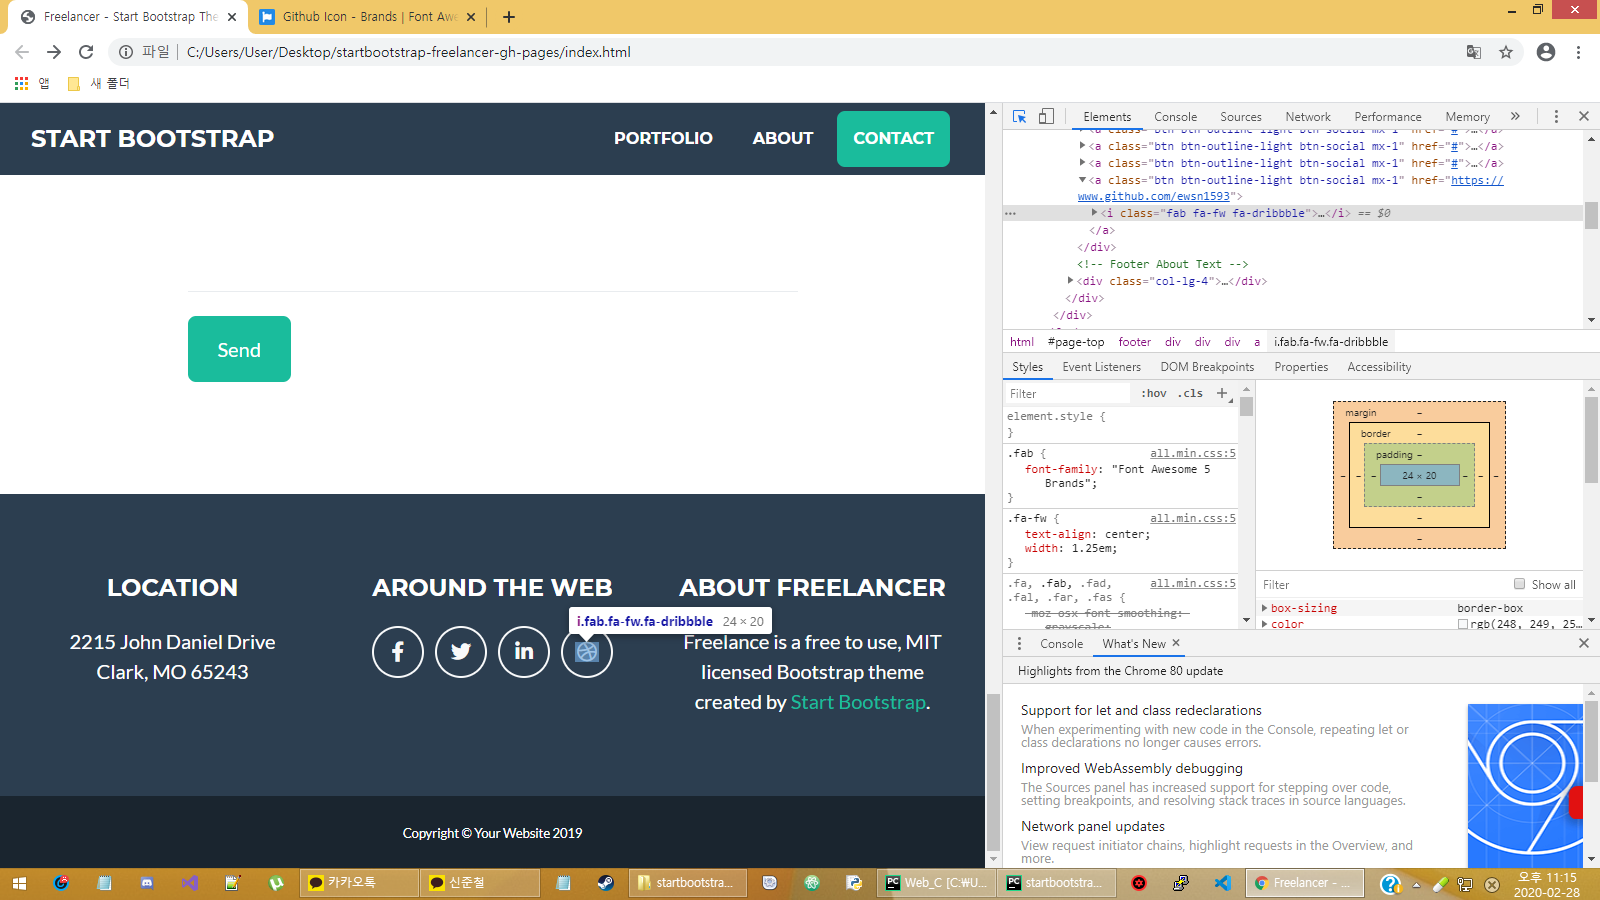 Freelancer - Start Bootstrap The
Github Icon - Brands | Font Awe
파일 C:/Users/User/Desktop/startbootstrap-freelancer-gh-pages/index.html
앱 새 폴더
START BOOTSTRAP
PORTFOLIO ABOUT CONTACT
Send
LOCATION
2215 John Daniel Drive
Clark, MO 65243
AROUND THE WEB
i.fab.fa-fw.fa-dribbble 24 × 20
ABOUT FREELANCER
Freelance is a free to use, MIT
licensed Bootstrap theme
created by Start Bootstrap.
Copyright © Your Website 2019
Elements Console Sources Network Performance Memory »
<a class="btn btn-outline-light btn-social mx-1" href="#">…</a>
<a class="btn btn-outline-light btn-social mx-1" href="#">…</a>
<a class="btn btn-outline-light btn-social mx-1" href="#">…</a>
<a class="btn btn-outline-light btn-social mx-1" href="https://
www.github.com/ewsn1593">
<i class="fab fa-fw fa-dribbble">…</i> == $0
</a>
</div>
<!-- Footer About Text -->
<div class="col-lg-4">…</div>
</div>
</div>
html #page-top footer div div div a i.fab.fa-fw.fa-dribbble
Styles Event Listeners DOM Breakpoints Properties Accessibility
Filter :hov .cls +
element.style {
}
.fab { all.min.css:5
font-family: "Font Awesome 5
Brands";
}
.fa-fw { all.min.css:5
text-align: center;
width: 1.25em;
}
.fa, .fab, .fad, all.min.css:5
.fal, .far, .fas {
-moz-osx-font-smoothing:
grayscale;
margin –
border –
padding –
– – – 24 × 20 – – –
–
–
–
Filter Show all
box-sizing border-box
color rgb(248, 249, 25…
Console What's New
Highlights from the Chrome 80 update
Support for let and class redeclarations
When experimenting with new code in the Console, repeating let or
class declarations no longer causes errors.
Improved WebAssembly debugging
The Sources panel has increased support for stepping over code,
setting breakpoints, and resolving stack traces in source languages.
Network panel updates
View request initiator chains, highlight requests in the Overview, and
more.
카카오톡 신준철 startbootstra... Web_C [C:₩U... startbootstra... Freelancer - ...
오후 11:15
2020-02-28